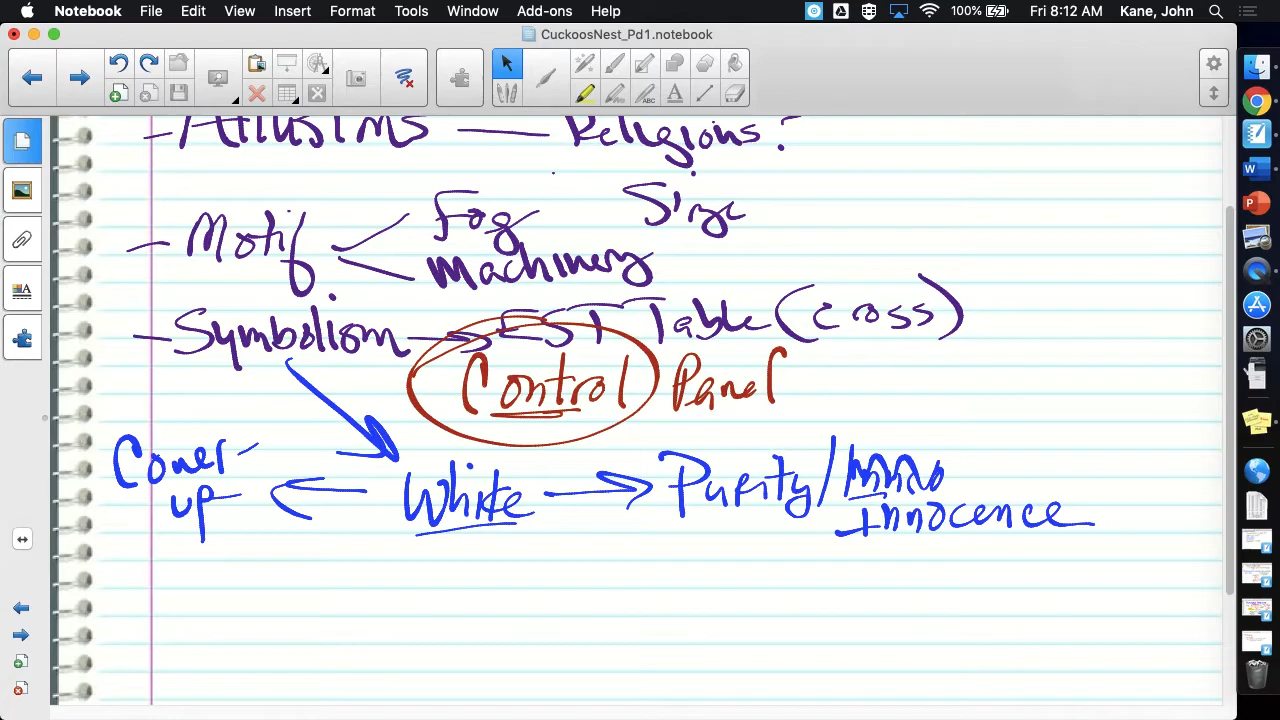 Notebook File Edit View Insert Format Tools Window Add-ons Help 100% Fri 8:12 AM Kane, John
CuckoosNest_Pd1.notebook
- Allusions — Religions?
- Motif Fog Size
Machinery
- Symbolism EST Table (cross)
Control Panel
Cover-
up White Purity/
Innocence